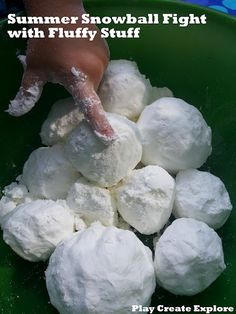 Summer Snowball Fight
with Fluffy Stuff
Play Create Explore